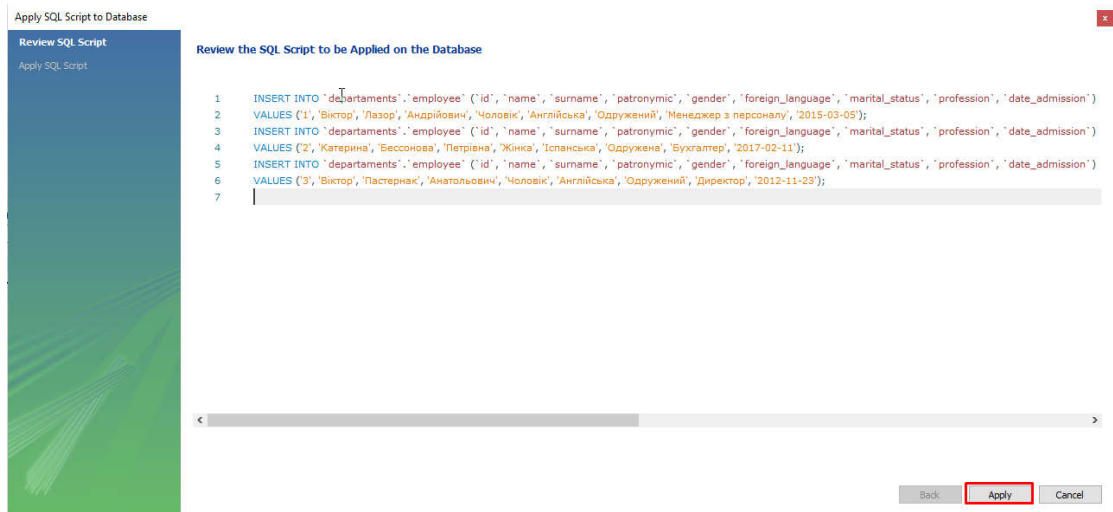 Apply SQL Script to Database
Review SQL Script
Apply SQL Script
Review the SQL Script to be Applied on the Database
1 INSERT INTO `departaments`.`employee` (`id`, `name`, `surname`, `patronymic`, `gender`, `foreign_language`, `marital_status`, `profession`, `date_admission`)
2 VALUES ('1', 'Віктор', 'Лазор', 'Андрійович', 'Чоловік', 'Англійська', 'Одружений', 'Менеджер з персоналу', '2015-03-05');
3 INSERT INTO `departaments`.`employee` (`id`, `name`, `surname`, `patronymic`, `gender`, `foreign_language`, `marital_status`, `profession`, `date_admission`)
4 VALUES ('2', 'Катерина', 'Бессонова', 'Петрівна', 'Жінка', 'Іспанська', 'Одружена', 'Бухгалтер', '2017-02-11');
5 INSERT INTO `departaments`.`employee` (`id`, `name`, `surname`, `patronymic`, `gender`, `foreign_language`, `marital_status`, `profession`, `date_admission`)
6 VALUES ('3', 'Віктор', 'Пастернак', 'Анатольович', 'Чоловік', 'Англійська', 'Одружений', 'Директор', '2012-11-23');
7
Back Apply Cancel